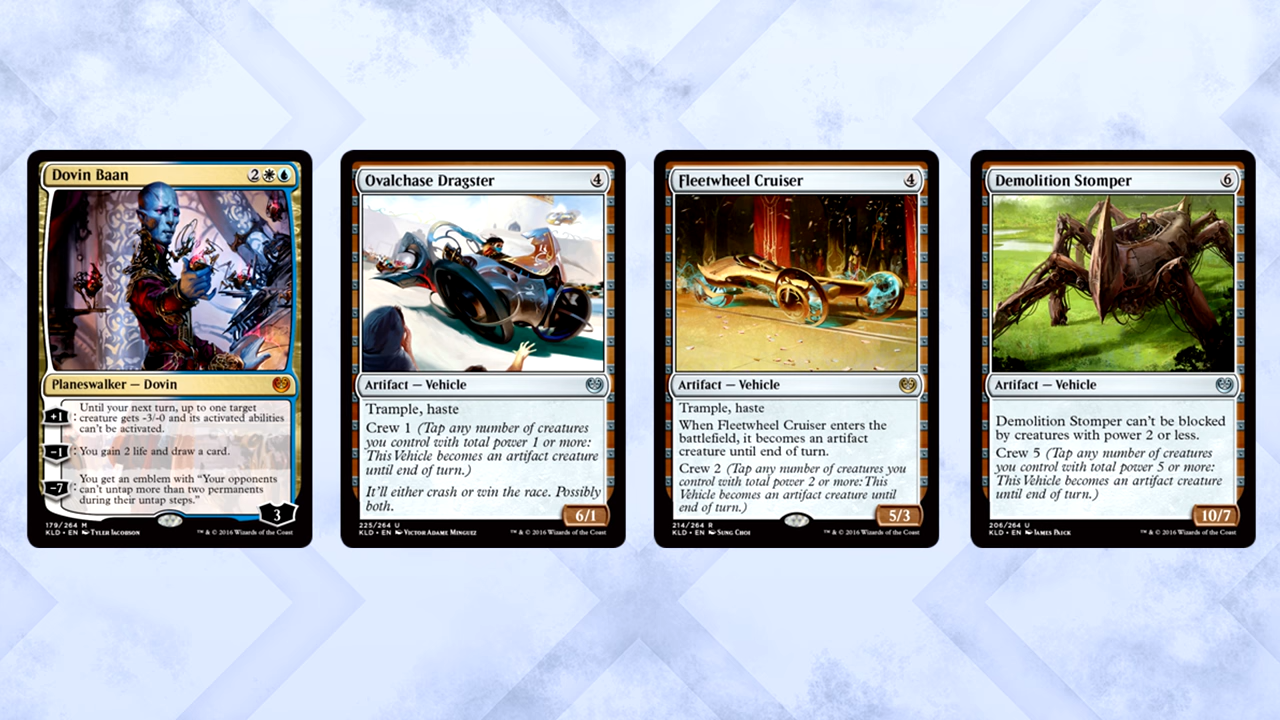 Dovin Baan 2
Planeswalker — Dovin
+1: Until your next turn, up to one target
creature gets -3/-0 and its activated abilities
can't be activated.
-1: You gain 2 life and draw a card.
-7: You get an emblem with "Your opponents
can't untap more than two permanents
during their untap steps."
3
179/264 M
KLD • EN Tyler Jacobson ™ & © 2016 Wizards of the Coast
Ovalchase Dragster 4
Artifact — Vehicle
Trample, haste
Crew 1 (Tap any number of creatures
you control with total power 1 or more:
This Vehicle becomes an artifact creature
until end of turn.)
It'll either crash or win the race. Possibly
both.
6/1
225/264 U
KLD • EN Victor Adame Minguez ™ & © 2016 Wizards of the Coast
Fleetwheel Cruiser 4
Artifact — Vehicle
Trample, haste
When Fleetwheel Cruiser enters the
battlefield, it becomes an artifact
creature until end of turn.
Crew 2 (Tap any number of creatures you
control with total power 2 or more: This
Vehicle becomes an artifact creature until
end of turn.)
5/3
214/264 R
KLD • EN Sung Choi ™ & © 2016 Wizards of the Coast
Demolition Stomper 6
Artifact — Vehicle
Demolition Stomper can't be blocked
by creatures with power 2 or less.
Crew 5 (Tap any number of creatures
you control with total power 5 or more:
This Vehicle becomes an artifact creature
until end of turn.)
10/7
206/264 U
KLD • EN James Paick ™ & © 2016 Wizards of the Coast